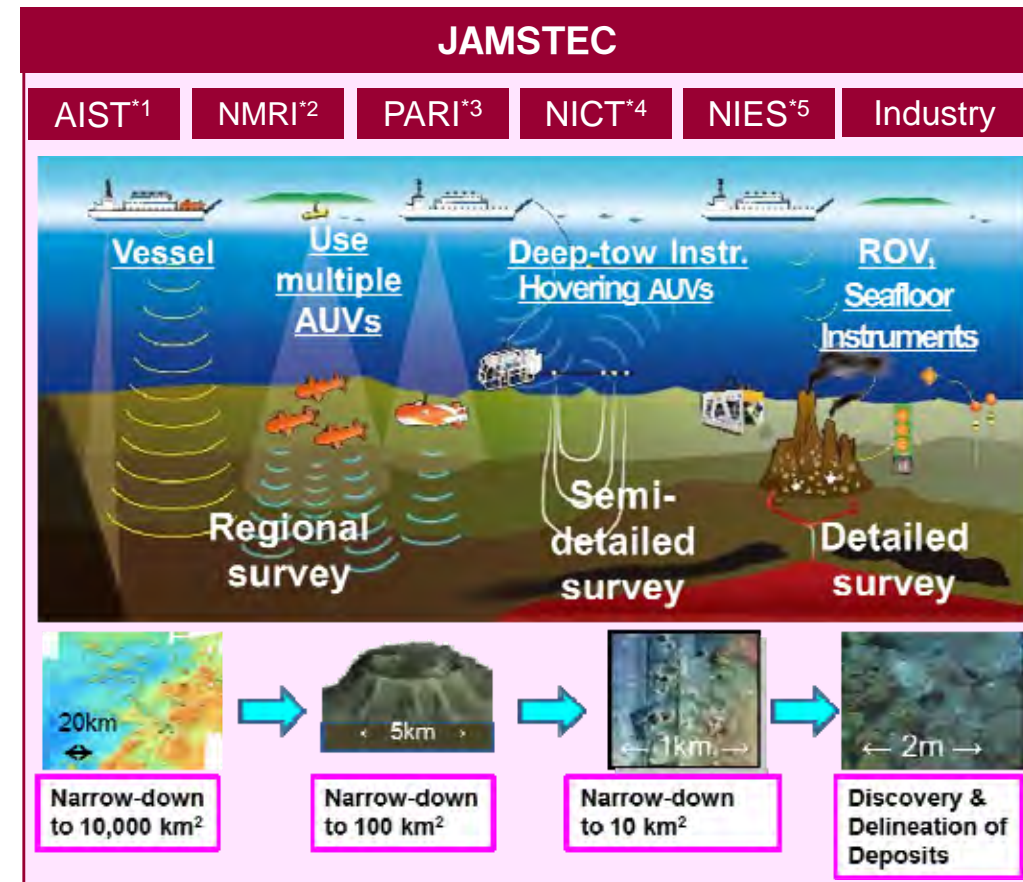 JAMSTEC
AIST*1 NMRI*2 PARI*3 NICT*4 NIES*5 Industry
Vessel
Use
multiple
AUVs
Deep-tow Instr.
Hovering AUVs
ROV,
Seafloor
Instruments
Regional
survey
Semi-
detailed
survey
Detailed
survey
20km
5km
← 1km →
← 2m →
Narrow-down
to 10,000 km²
Narrow-down
to 100 km²
Narrow-down
to 10 km²
Discovery &
Delineation of
Deposits